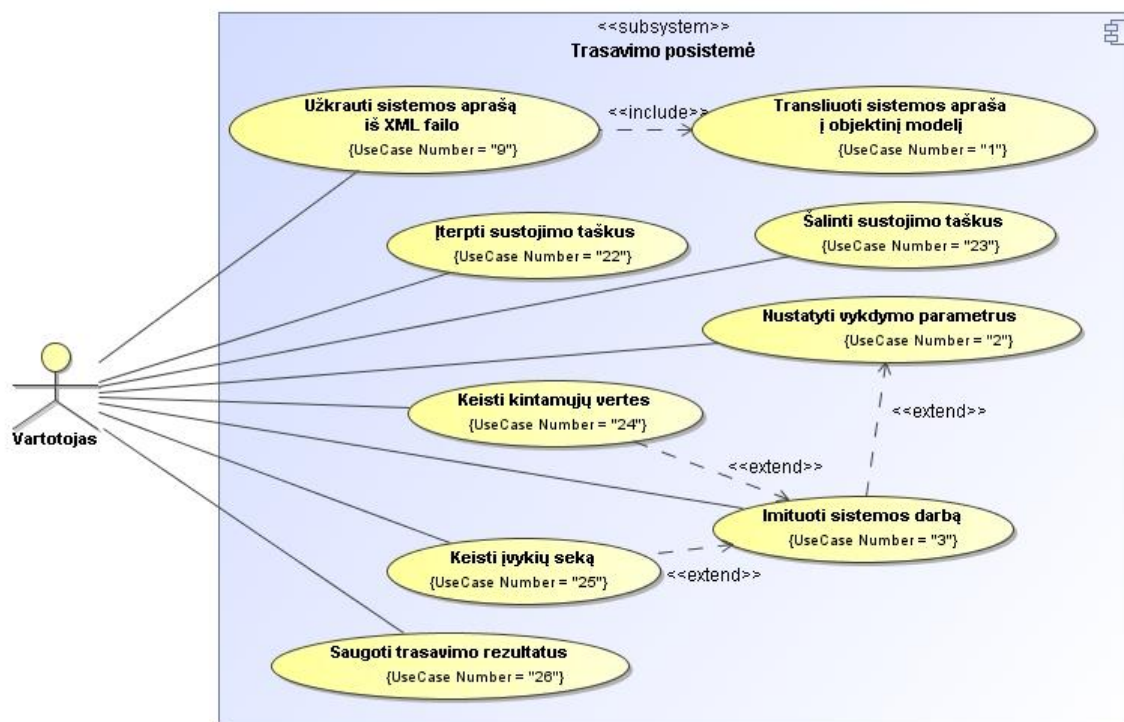 <<subsystem>>
Trasavimo posistemė
Užkrauti sistemos aprašą
iš XML failo
{UseCase Number = "9"}
<<include>>
Transliuoti sistemos apraša
į objektinį modelį
{UseCase Number = "1"}
Įterpti sustojimo taškus
{UseCase Number = "22"}
Šalinti sustojimo taškus
{UseCase Number = "23"}
Nustatyti vykdymo parametrus
{UseCase Number = "2"}
Vartotojas
Keisti kintamųjų vertes
{UseCase Number = "24"}
<<extend>>
<<extend>>
Imituoti sistemos darbą
{UseCase Number = "3"}
Keisti įvykių seką
{UseCase Number = "25"}
<<extend>>
Saugoti trasavimo rezultatus
{UseCase Number = "26"}